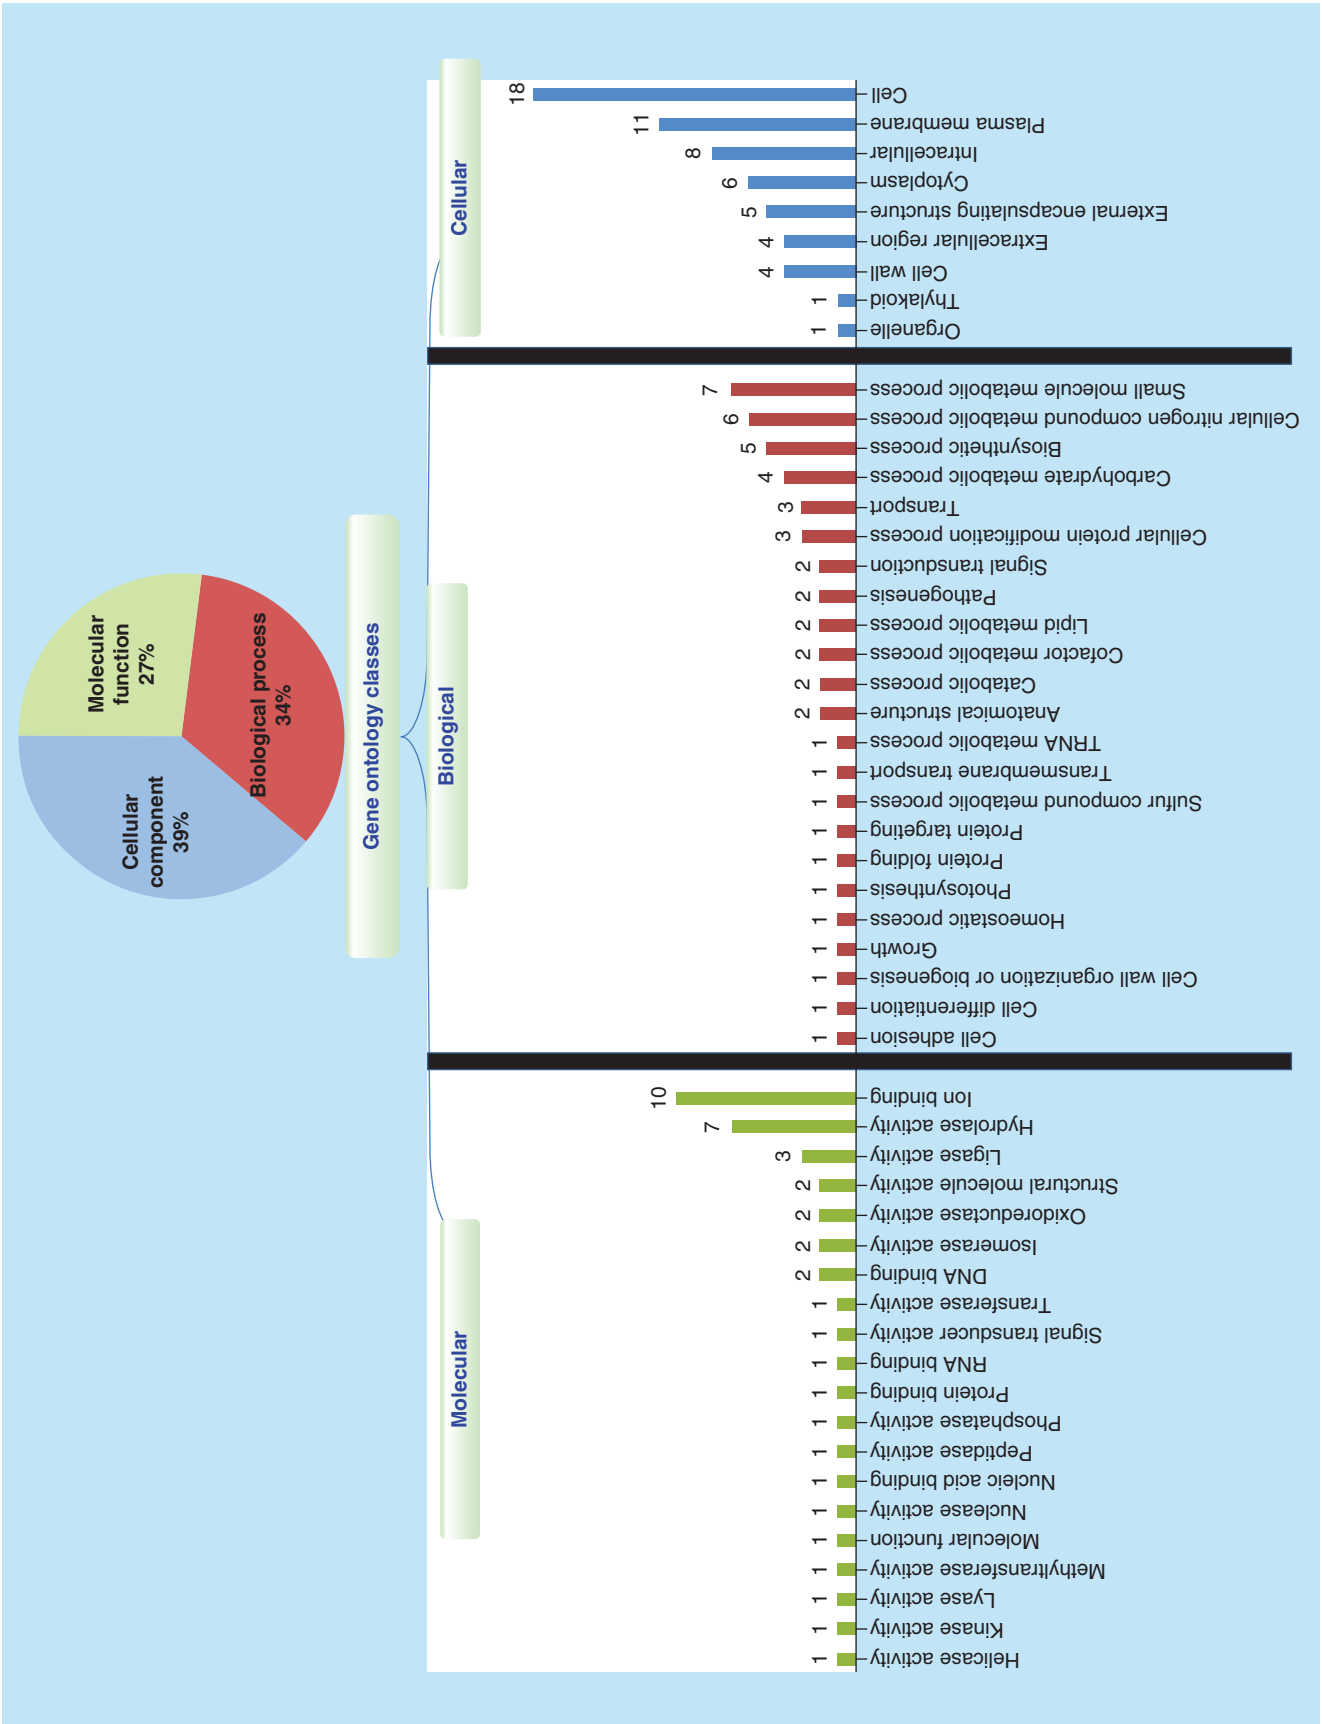 Molecular
function
27%
Biological process
34%
Cellular
component
39%
Gene ontology classes
Molecular
Biological
Cellular
1
1
1
1
1
1
1
1
1
1
1
1
1
2
2
2
2
3
7
10
1
1
1
1
1
1
1
1
1
1
1
2
2
2
2
2
2
3
3
4
5
6
7
1
1
4
4
5
6
8
11
18
Helicase activity
Kinase activity
Lyase activity
Methyltransferase activity
Molecular function
Nuclease activity
Nucleic acid binding
Peptidase activity
Phosphatase activity
Protein binding
RNA binding
Signal transducer activity
Transferase activity
DNA binding
Isomerase activity
Oxidoreductase activity
Structural molecule activity
Ligase activity
Hydrolase activity
Ion binding
Cell adhesion
Cell differentiation
Cell wall organization or biogenesis
Growth
Homeostatic process
Photosynthesis
Protein folding
Protein targeting
Sulfur compound metabolic process
Transmembrane transport
TRNA metabolic process
Anatomical structure
Catabolic process
Cofactor metabolic process
Lipid metabolic process
Pathogenesis
Signal transduction
Cellular protein modification process
Transport
Carbohydrate metabolic process
Biosynthetic process
Cellular nitrogen compound metabolic process
Small molecule metabolic process
Organelle
Thylakoid
Cell wall
Extracellular region
External encapsulating structure
Cytoplasm
Intracellular
Plasma membrane
Cell